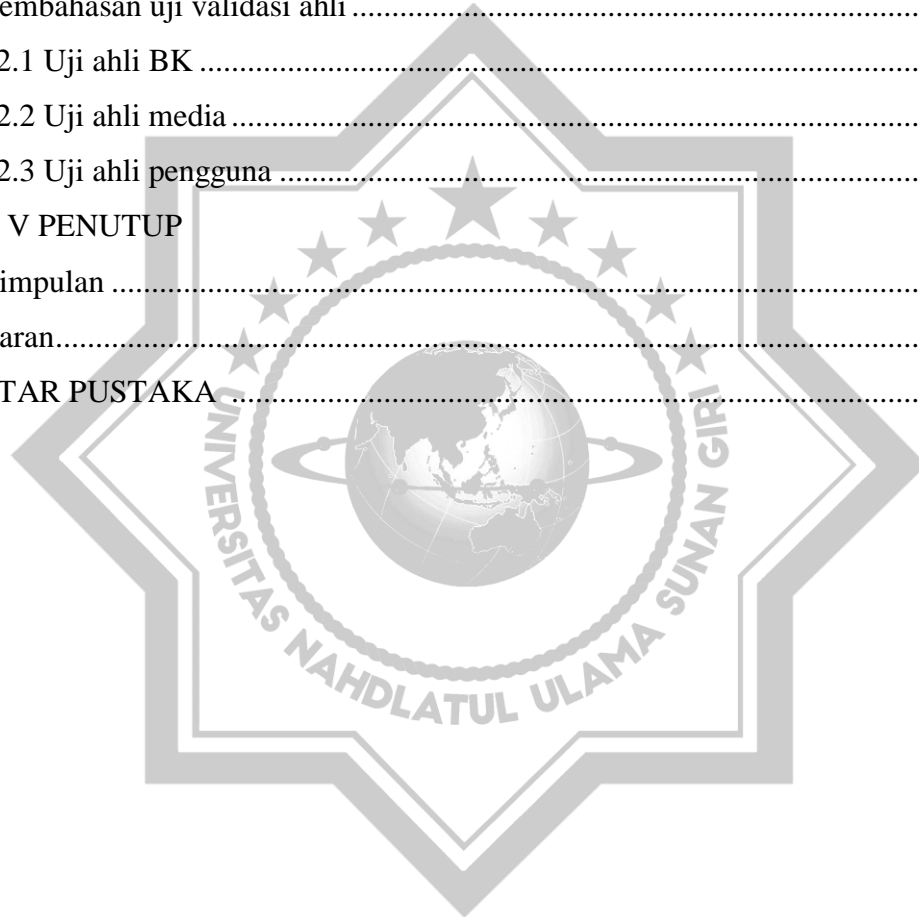 embahasan uji validasi ahli ........................................................................
2.1 Uji ahli BK ...........................................................................................
2.2 Uji ahli media .......................................................................................
2.3 Uji ahli pengguna .................................................................................
V PENUTUP
impulan .....................................................................................................
aran............................................................................................................
TAR PUSTAKA .......................................................................................
UNIVERSITAS NAHDLATUL ULAMA SUNAN GIRI